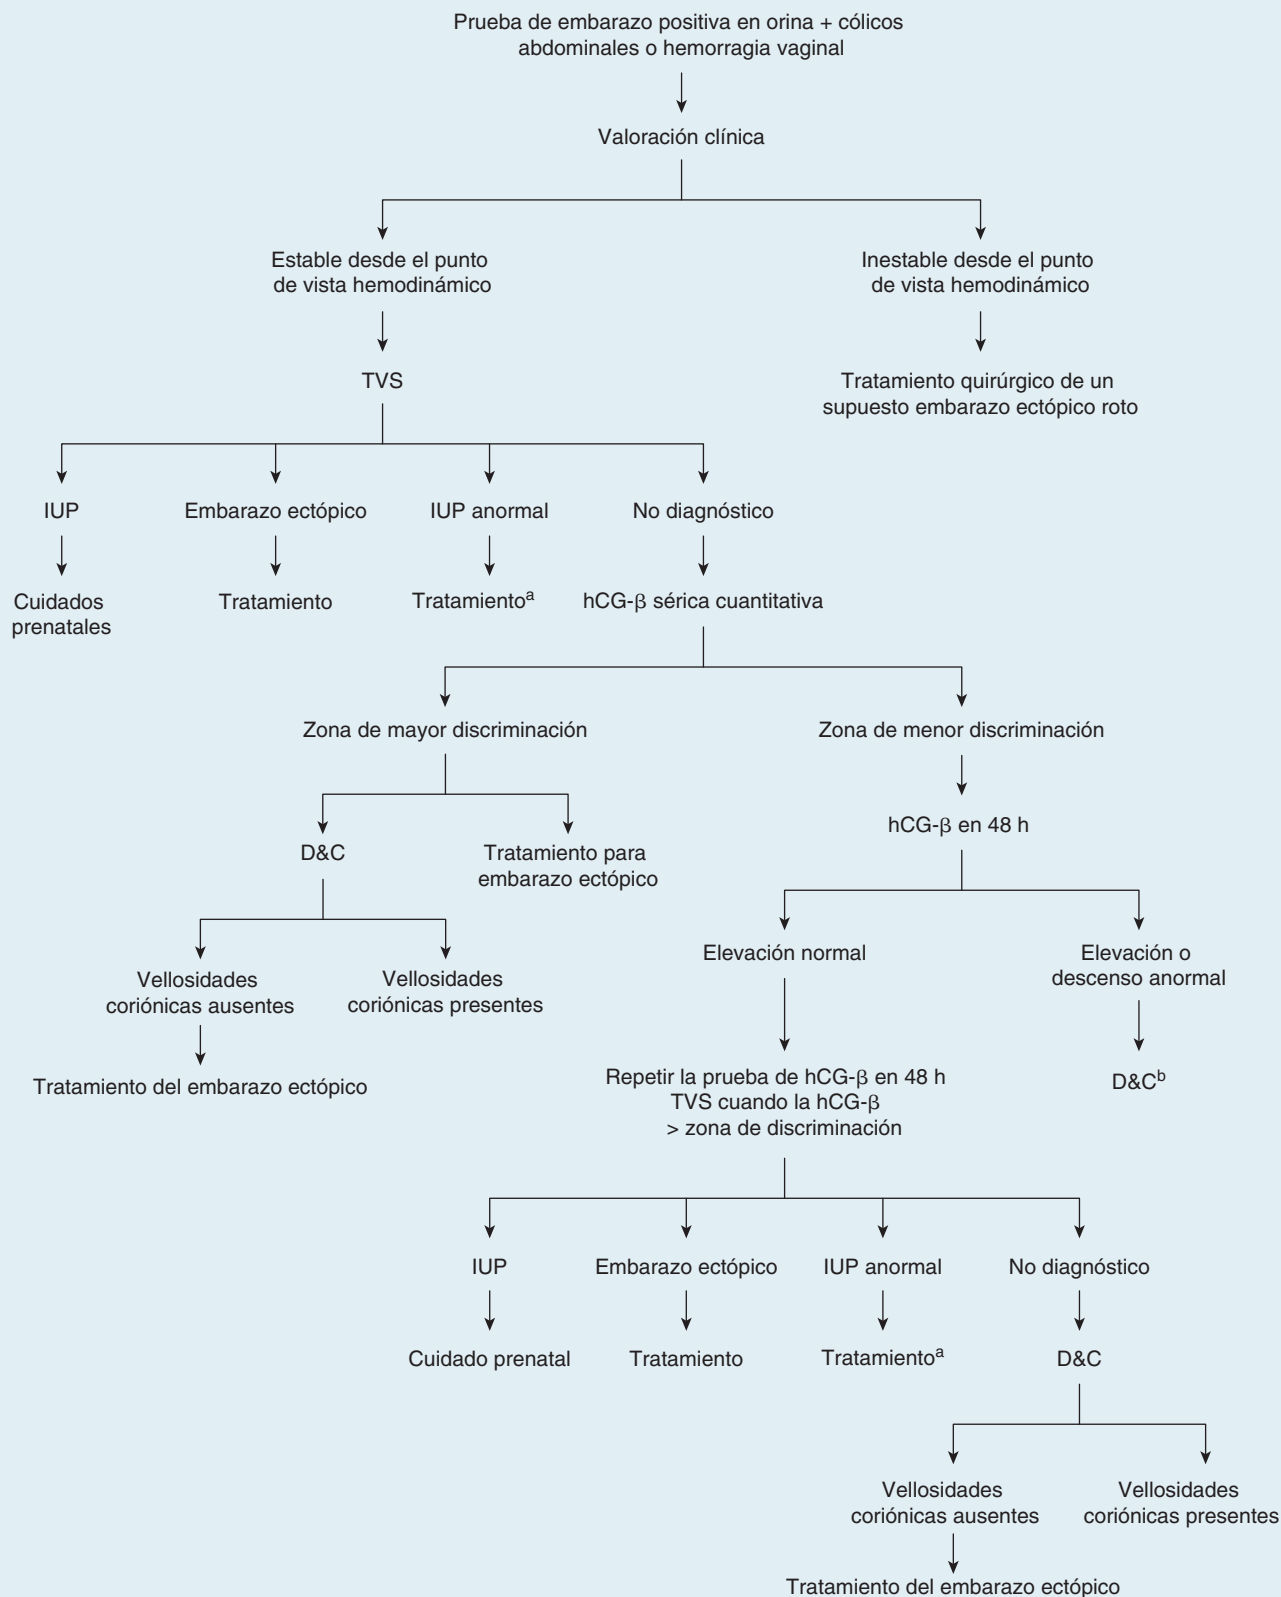 Prueba de embarazo positiva en orina + cólicos
abdominales o hemorragia vaginal
Valoración clínica
Estable desde el punto
de vista hemodinámico
Inestable desde el punto
de vista hemodinámico
TVS
Tratamiento quirúrgico de un
supuesto embarazo ectópico roto
IUP
Embarazo ectópico
IUP anormal
No diagnóstico
Cuidados
prenatales
Tratamiento
Tratamientoᵃ
hCG-β sérica cuantitativa
Zona de mayor discriminación
Zona de menor discriminación
D&C
Tratamiento para
embarazo ectópico
hCG-β en 48 h
Vellosidades
coriónicas ausentes
Vellosidades
coriónicas presentes
Elevación normal
Elevación o
descenso anormal
Tratamiento del embarazo ectópico
Repetir la prueba de hCG-β en 48 h
TVS cuando la hCG-β
> zona de discriminación
D&Cᵇ
IUP
Embarazo ectópico
IUP anormal
No diagnóstico
Cuidado prenatal
Tratamiento
Tratamientoᵃ
D&C
Vellosidades
coriónicas ausentes
Vellosidades
coriónicas presentes
Tratamiento del embarazo ectópico